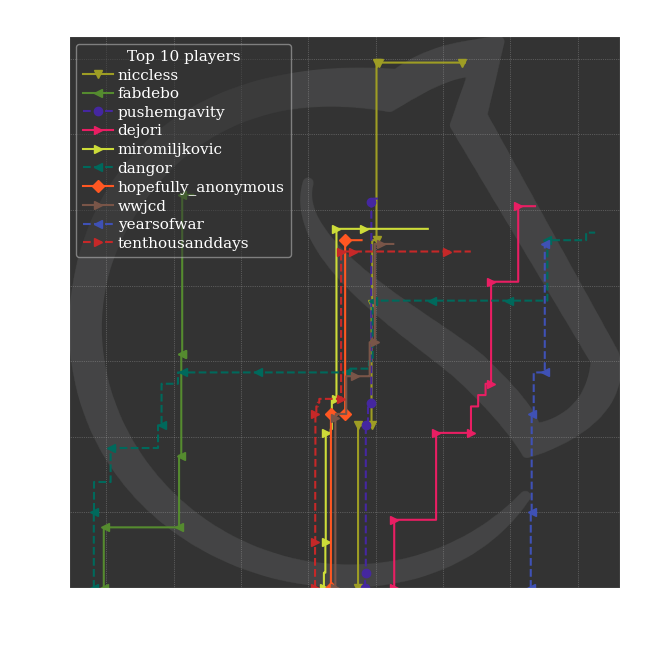 Top 10 players
niccless
fabdebo
pushemgavity
dejori
miromiljkovic
dangor
hopefully_anonymous
wwjcd
yearsofwar
tenthousanddays